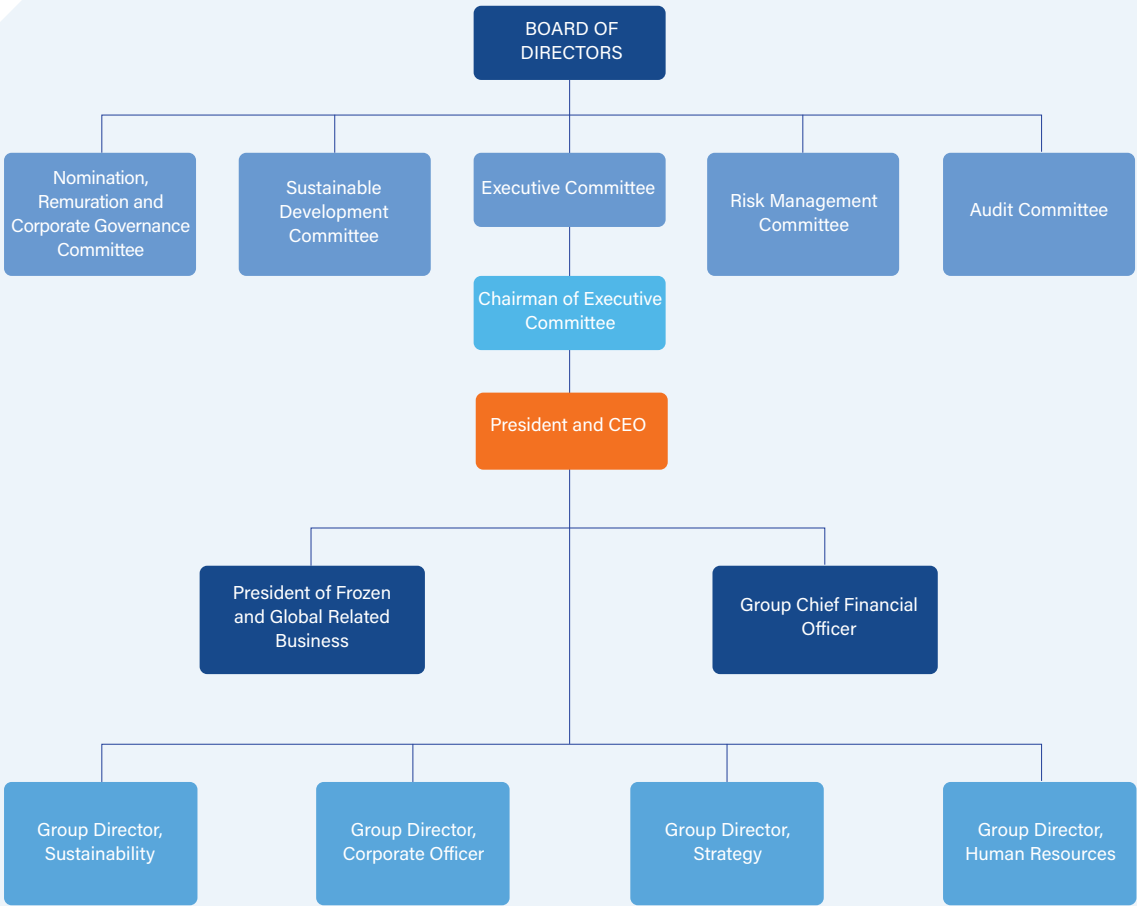 BOARD OF
DIRECTORS
Nomination,
Remuration and
Corporate Governance
Committee
Sustainable
Development
Committee
Executive Committee
Risk Management
Committee
Audit Committee
Chairman of Executive
Committee
President and CEO
President of Frozen
and Global Related
Business
Group Chief Financial
Officer
Group Director,
Sustainability
Group Director,
Corporate Officer
Group Director,
Strategy
Group Director,
Human Resources